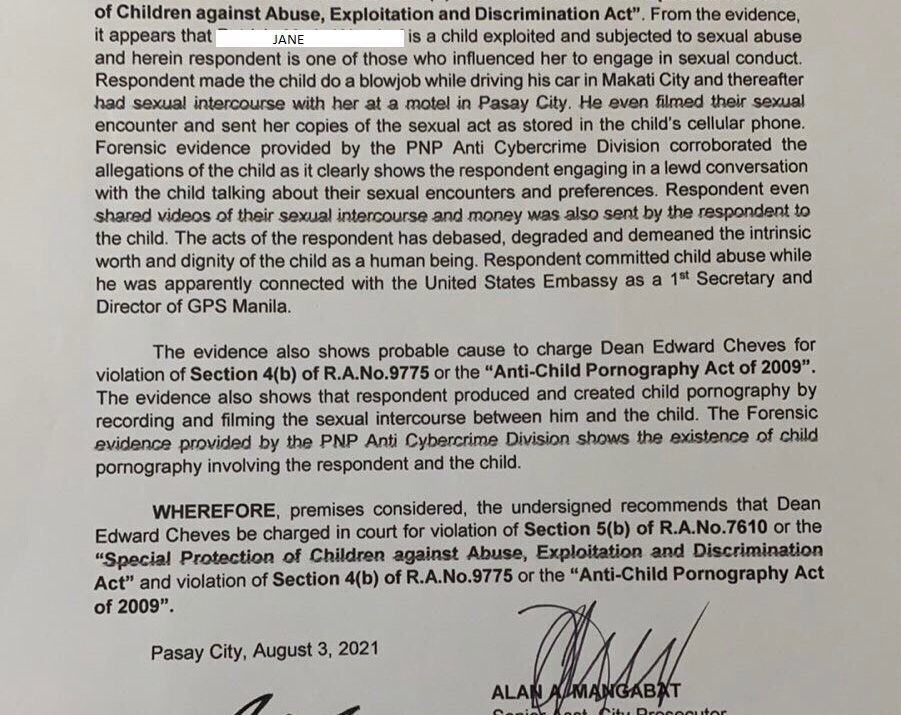 of Children against Abuse, Exploitation and Discrimination Act". From the evidence,
it appears that JANE is a child exploited and subjected to sexual abuse
and herein respondent is one of those who influenced her to engage in sexual conduct.
Respondent made the child do a blowjob while driving his car in Makati City and thereafter
had sexual intercourse with her at a motel in Pasay City. He even filmed their sexual
encounter and sent her copies of the sexual act as stored in the child's cellular phone.
Forensic evidence provided by the PNP Anti Cybercrime Division corroborated the
allegations of the child as it clearly shows the respondent engaging in a lewd conversation
with the child talking about their sexual encounters and preferences. Respondent even
shared videos of their sexual intercourse and money was also sent by the respondent to
the child. The acts of the respondent has debased, degraded and demeaned the intrinsic
worth and dignity of the child as a human being. Respondent committed child abuse while
he was apparently connected with the United States Embassy as a 1st Secretary and
Director of GPS Manila.
The evidence also shows probable cause to charge Dean Edward Cheves for
violation of Section 4(b) of R.A.No.9775 or the "Anti-Child Pornography Act of 2009".
The evidence also shows that respondent produced and created child pornography by
recording and filming the sexual intercourse between him and the child. The Forensic
evidence provided by the PNP Anti Cybercrime Division shows the existence of child
pornography involving the respondent and the child.
WHEREFORE, premises considered, the undersigned recommends that Dean
Edward Cheves be charged in court for violation of Section 5(b) of R.A.No.7610 or the
"Special Protection of Children against Abuse, Exploitation and Discrimination
Act" and violation of Section 4(b) of R.A.No.9775 or the "Anti-Child Pornography Act
of 2009".
Pasay City, August 3, 2021
ALAN A. MANGABAT
City Prosecutor